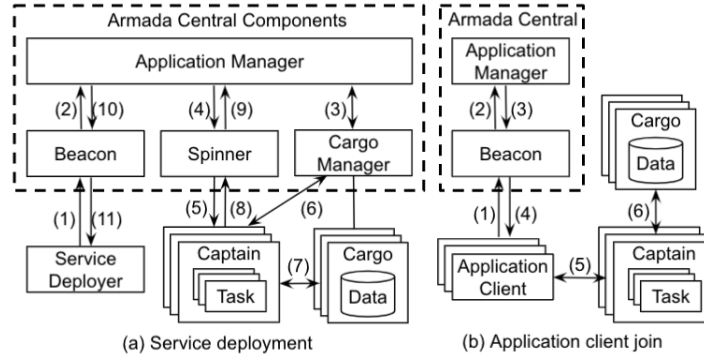 Armada Central Components
Application Manager
(2)
(10)
(4)
(9)
(3)
Beacon
Spinner
Cargo
Manager
(1)
(11)
(5)
(8)
(6)
Service
Deployer
Captain
Task
(7)
Cargo
Data
(a) Service deployment
Armada Central
Application
Manager
(2)
(3)
Beacon
Cargo
Data
(1)
(4)
(6)
Application
Client
(5)
Captain
Task
(b) Application client join